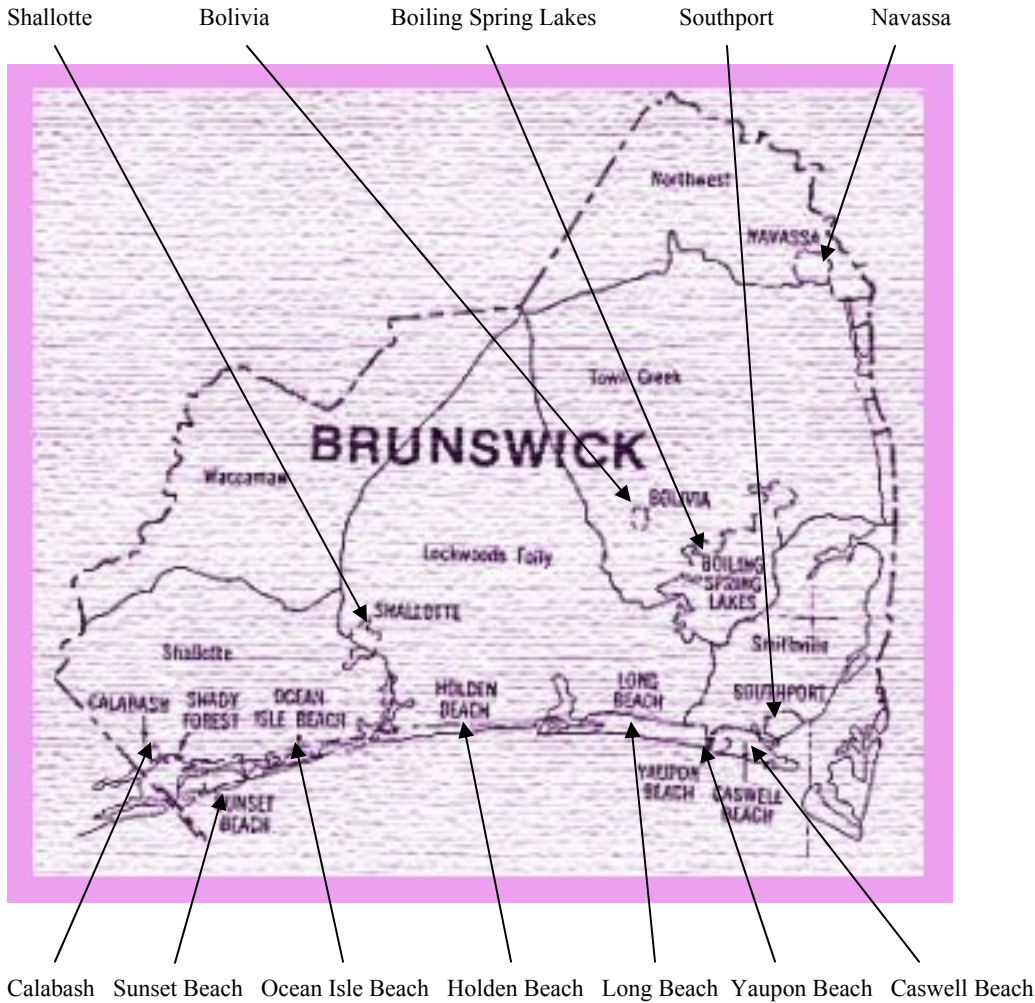 Shallotte Bolivia Boiling Spring Lakes Southport Navassa
Northwest
NAVASSA
Town Creek
BRUNSWICK
Waccamaw
BOLIVIA
Lockwoods Folly
BOILING
SPRING
LAKES
SHALLOTTE
Shallotte
Smithville
CALABASH
SHADY
FOREST
OCEAN
ISLE BEACH
HOLDEN
BEACH
LONG
BEACH
SOUTHPORT
SUNSET
BEACH
YAUPON
BEACH
CASWELL
BEACH
Calabash Sunset Beach Ocean Isle Beach Holden Beach Long Beach Yaupon Beach Caswell Beach